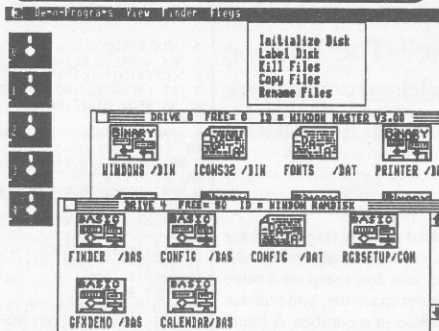 Demo-Programs View Finder Fkeys
Initialize Disk
Label Disk
Kill Files
Copy Files
Rename Files
DRIVE 0 FREE= 0 ID = WINDOW MASTER V3.00
BINARY BINARY
WINDOWS /BIN ICONS32 /BIN FONTS /DAT PRINTER
DRIVE 4 FREE= 50 ID = WINDOW RAMDISK
BASIC BASIC BASIC
FINDER /BAS CONFIG /BAS CONFIG /DAT RGBSETUP/COM
BASIC BASIC
GFXDEMO /BAS CALENDAR/BAS